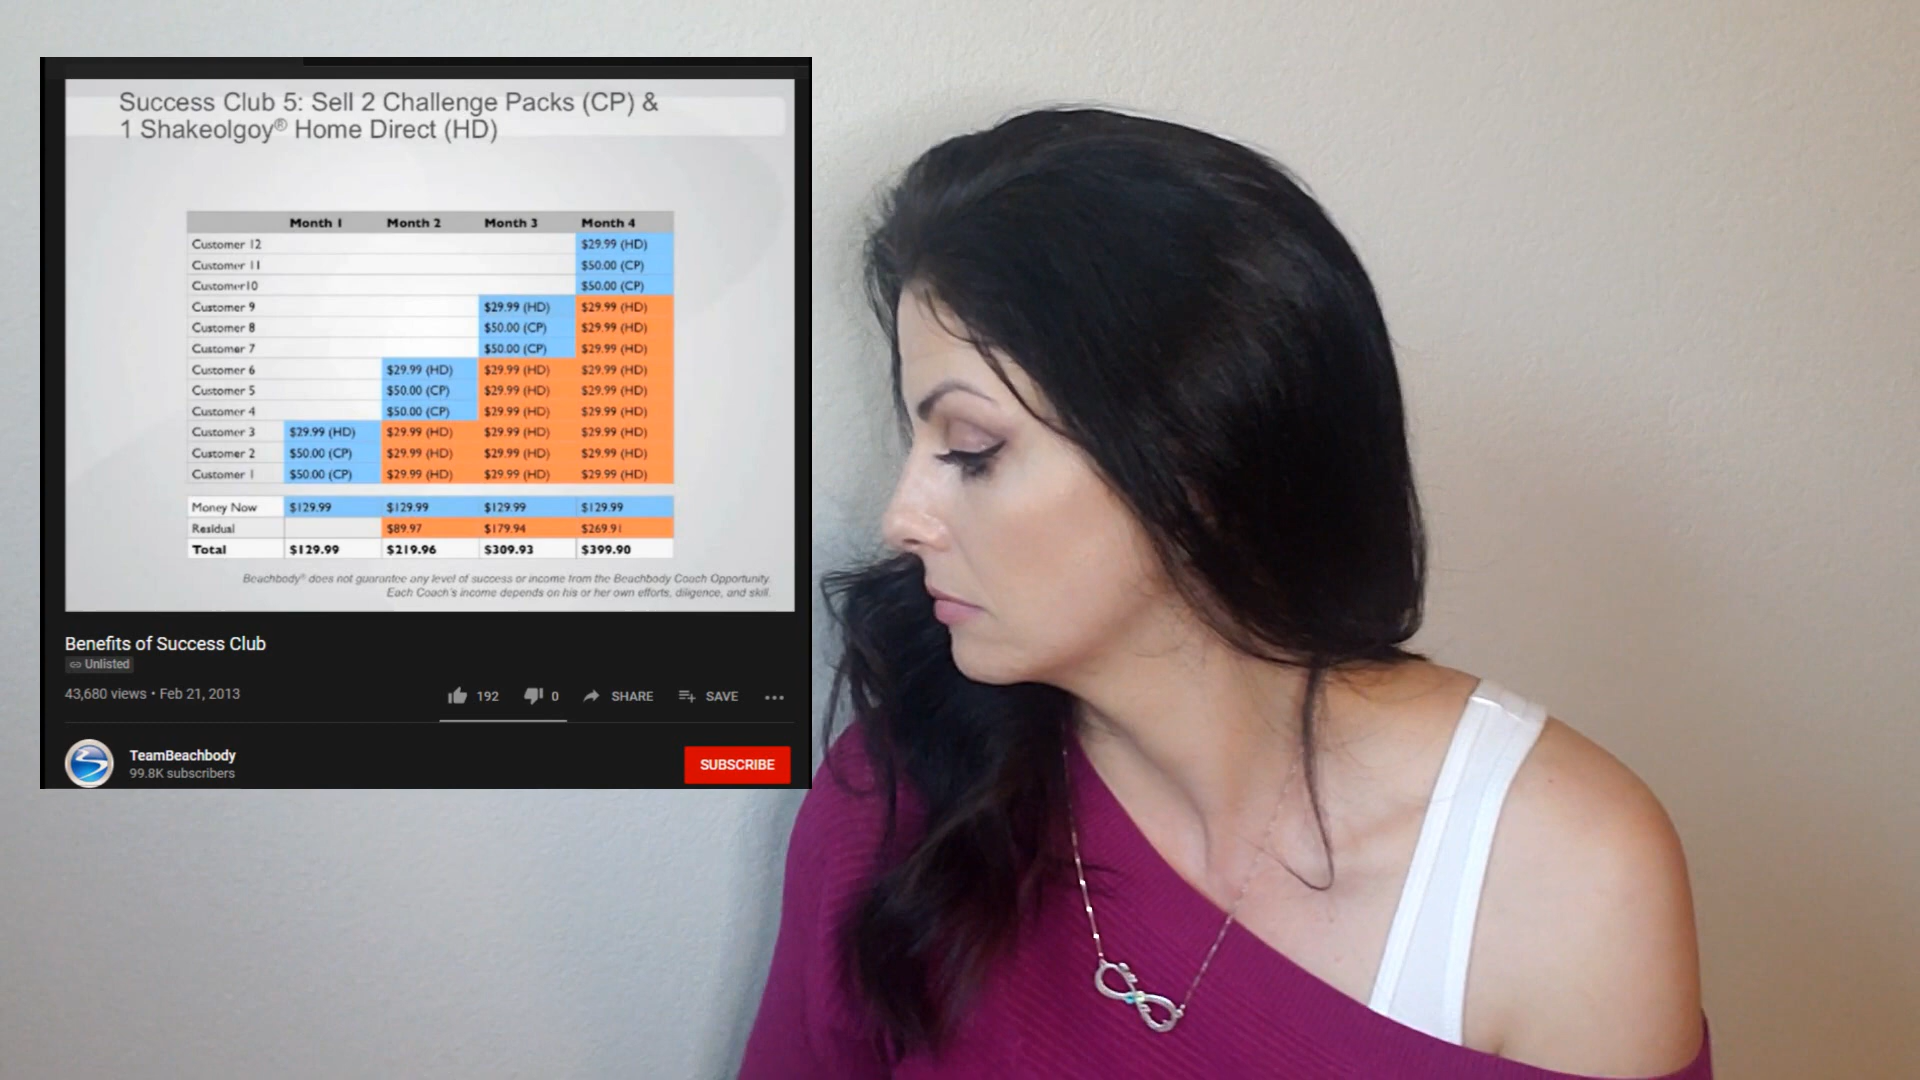 Success Club 5: Sell 2 Challenge Packs (CP) &
1 Shakeolgoy® Home Direct (HD)
Month 1 Month 2 Month 3 Month 4
Customer 12 $29.99 (HD)
Customer 11 $50.00 (CP)
Customer10 $50.00 (CP)
Customer 9 $29.99 (HD) $29.99 (HD)
Customer 8 $50.00 (CP) $29.99 (HD)
Customer 7 $50.00 (CP) $29.99 (HD)
Customer 6 $29.99 (HD) $29.99 (HD) $29.99 (HD)
Customer 5 $50.00 (CP) $29.99 (HD) $29.99 (HD)
Customer 4 $50.00 (CP) $29.99 (HD) $29.99 (HD)
Customer 3 $29.99 (HD) $29.99 (HD) $29.99 (HD) $29.99 (HD)
Customer 2 $50.00 (CP) $29.99 (HD) $29.99 (HD) $29.99 (HD)
Customer 1 $50.00 (CP) $29.99 (HD) $29.99 (HD) $29.99 (HD)
Money Now $129.99 $129.99 $129.99 $129.99
Residual $89.97 $179.94 $269.91
Total $129.99 $219.96 $309.93 $399.90
Beachbody® does not guarantee any level of success or income from the Beachbody Coach Opportunity.
Each Coach's income depends on his or her own efforts, diligence, and skill.
Benefits of Success Club
Unlisted
43,680 views • Feb 21, 2013 192 0 SHARE SAVE
TeamBeachbody
99.8K subscribers
SUBSCRIBE